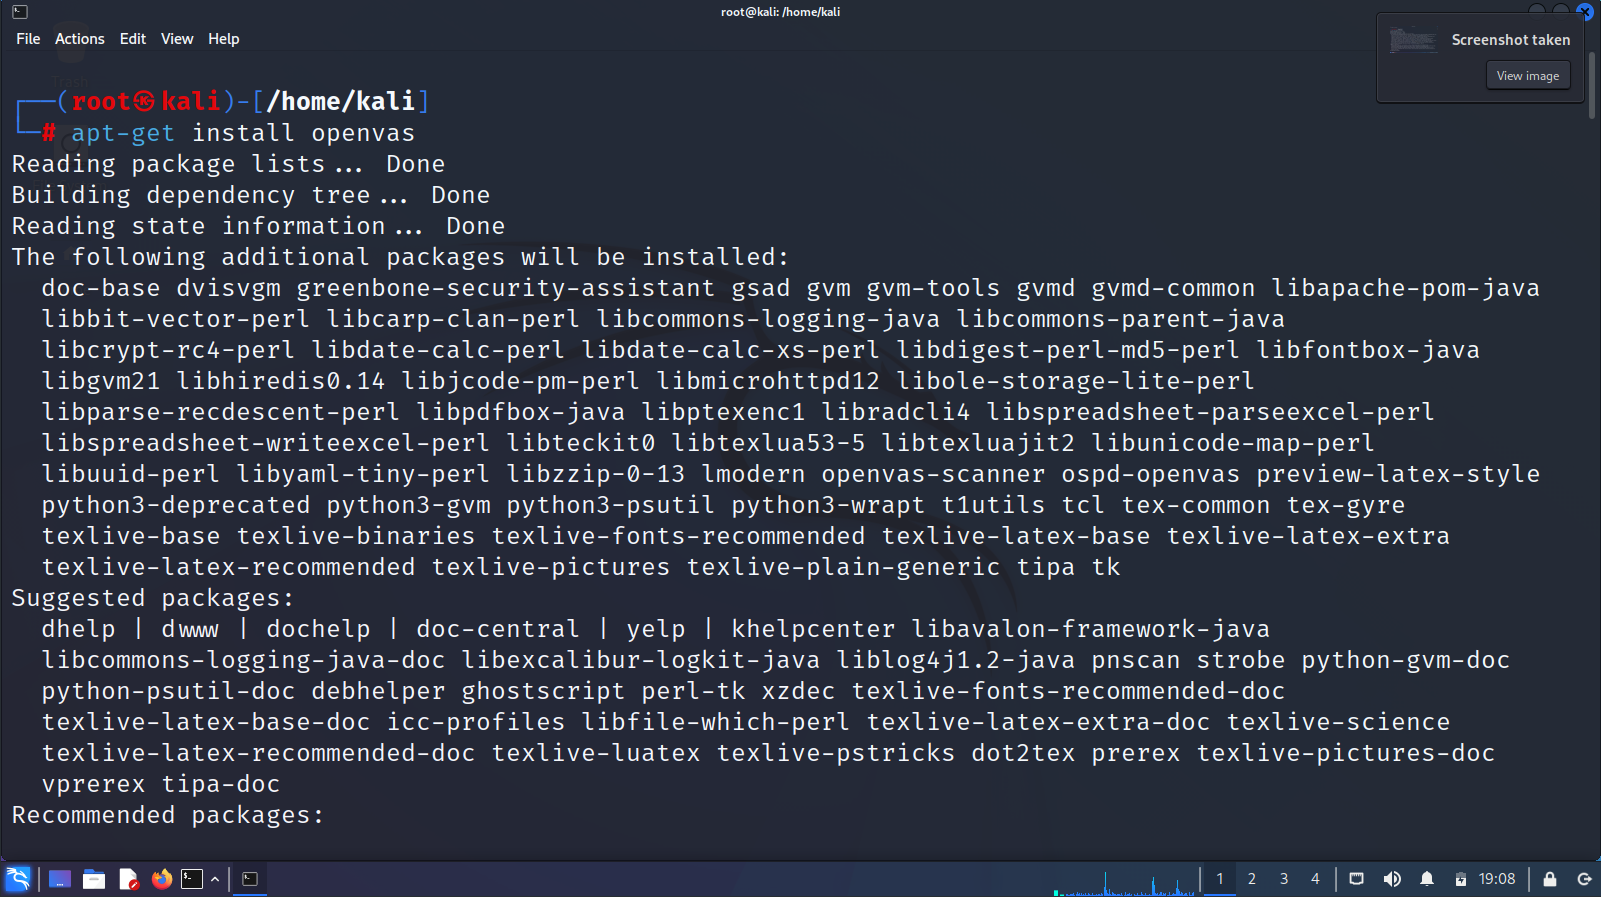 root@kali: /home/kali
File Actions Edit View Help
Screenshot taken
View image
(root㉿kali)-[/home/kali]
# apt-get install openvas
Reading package lists... Done
Building dependency tree... Done
Reading state information... Done
The following additional packages will be installed:
doc-base dvisvgm greenbone-security-assistant gsad gvm gvm-tools gvmd gvmd-common libapache-pom-java
libbit-vector-perl libcarp-clan-perl libcommons-logging-java libcommons-parent-java
libcrypt-rc4-perl libdate-calc-perl libdate-calc-xs-perl libdigest-perl-md5-perl libfontbox-java
libgvm21 libhiredis0.14 libjcode-pm-perl libmicrohttpd12 libole-storage-lite-perl
libparse-recdescent-perl libpdfbox-java libptexenc1 libradcli4 libspreadsheet-parseexcel-perl
libspreadsheet-writeexcel-perl libteckit0 libtexlua53-5 libtexluajit2 libunicode-map-perl
libuuid-perl libyaml-tiny-perl libzzip-0-13 lmodern openvas-scanner ospd-openvas preview-latex-style
python3-deprecated python3-gvm python3-psutil python3-wrapt t1utils tcl tex-common tex-gyre
texlive-base texlive-binaries texlive-fonts-recommended texlive-latex-base texlive-latex-extra
texlive-latex-recommended texlive-pictures texlive-plain-generic tipa tk
Suggested packages:
dhelp | dwww | dochelp | doc-central | yelp | khelpcenter libavalon-framework-java
libcommons-logging-java-doc libexcalibur-logkit-java liblog4j1.2-java pnscan strobe python-gvm-doc
python-psutil-doc debhelper ghostscript perl-tk xzdec texlive-fonts-recommended-doc
texlive-latex-base-doc icc-profiles libfile-which-perl texlive-latex-extra-doc texlive-science
texlive-latex-recommended-doc texlive-luatex texlive-pstricks dot2tex prerex texlive-pictures-doc
vprerex tipa-doc
Recommended packages:
1 2 3 4 19:08